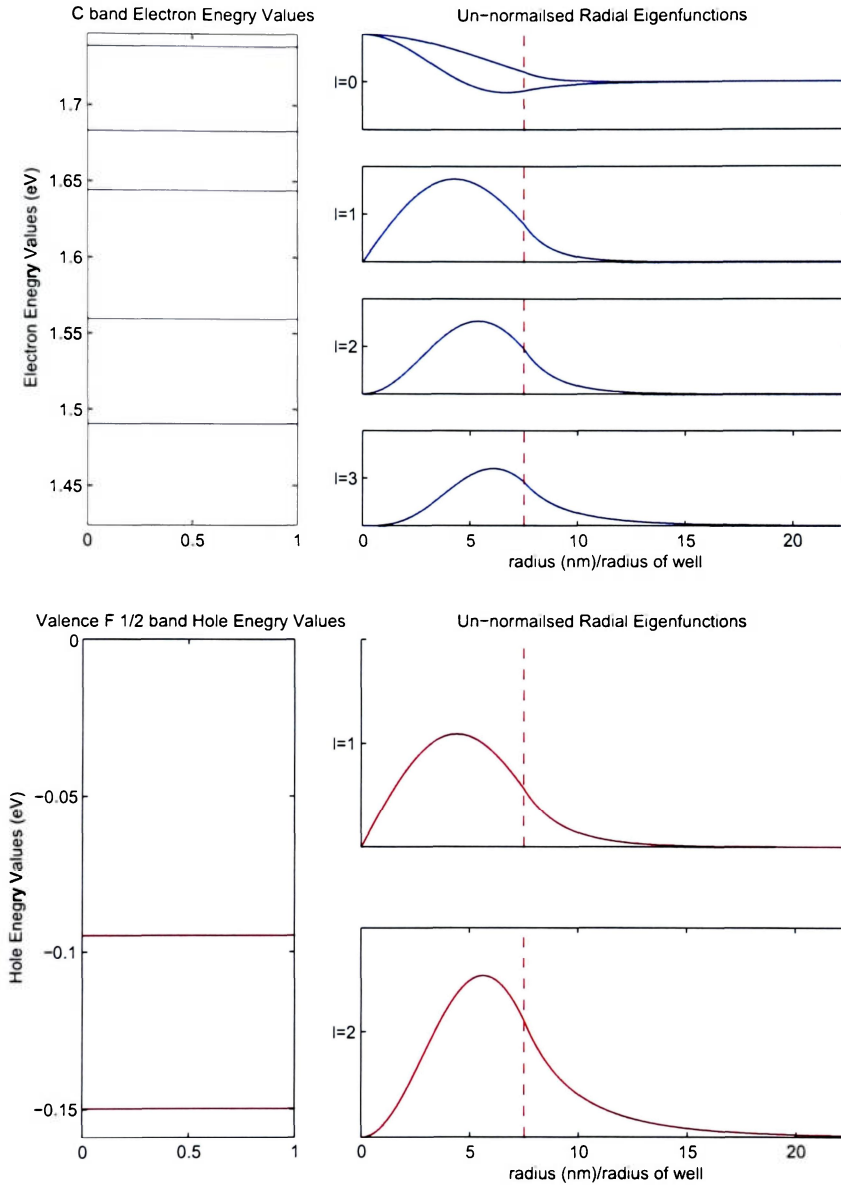 C band Electron Enegry Values
Un−normailsed Radial Eigenfunctions
Electron Enegry Values (eV)
1.7
1.65
1.6
1.55
1.5
1.45
0
0.5
1
l=0
l=1
l=2
l=3
0
5
10
15
20
radius (nm)/radius of well
Valence F 1/2 band Hole Enegry Values
Un−normailsed Radial Eigenfunctions
Hole Enegry Values (eV)
0
−0.05
−0.1
−0.15
0
0.5
1
l=1
l=2
0
5
10
15
20
radius (nm)/radius of well